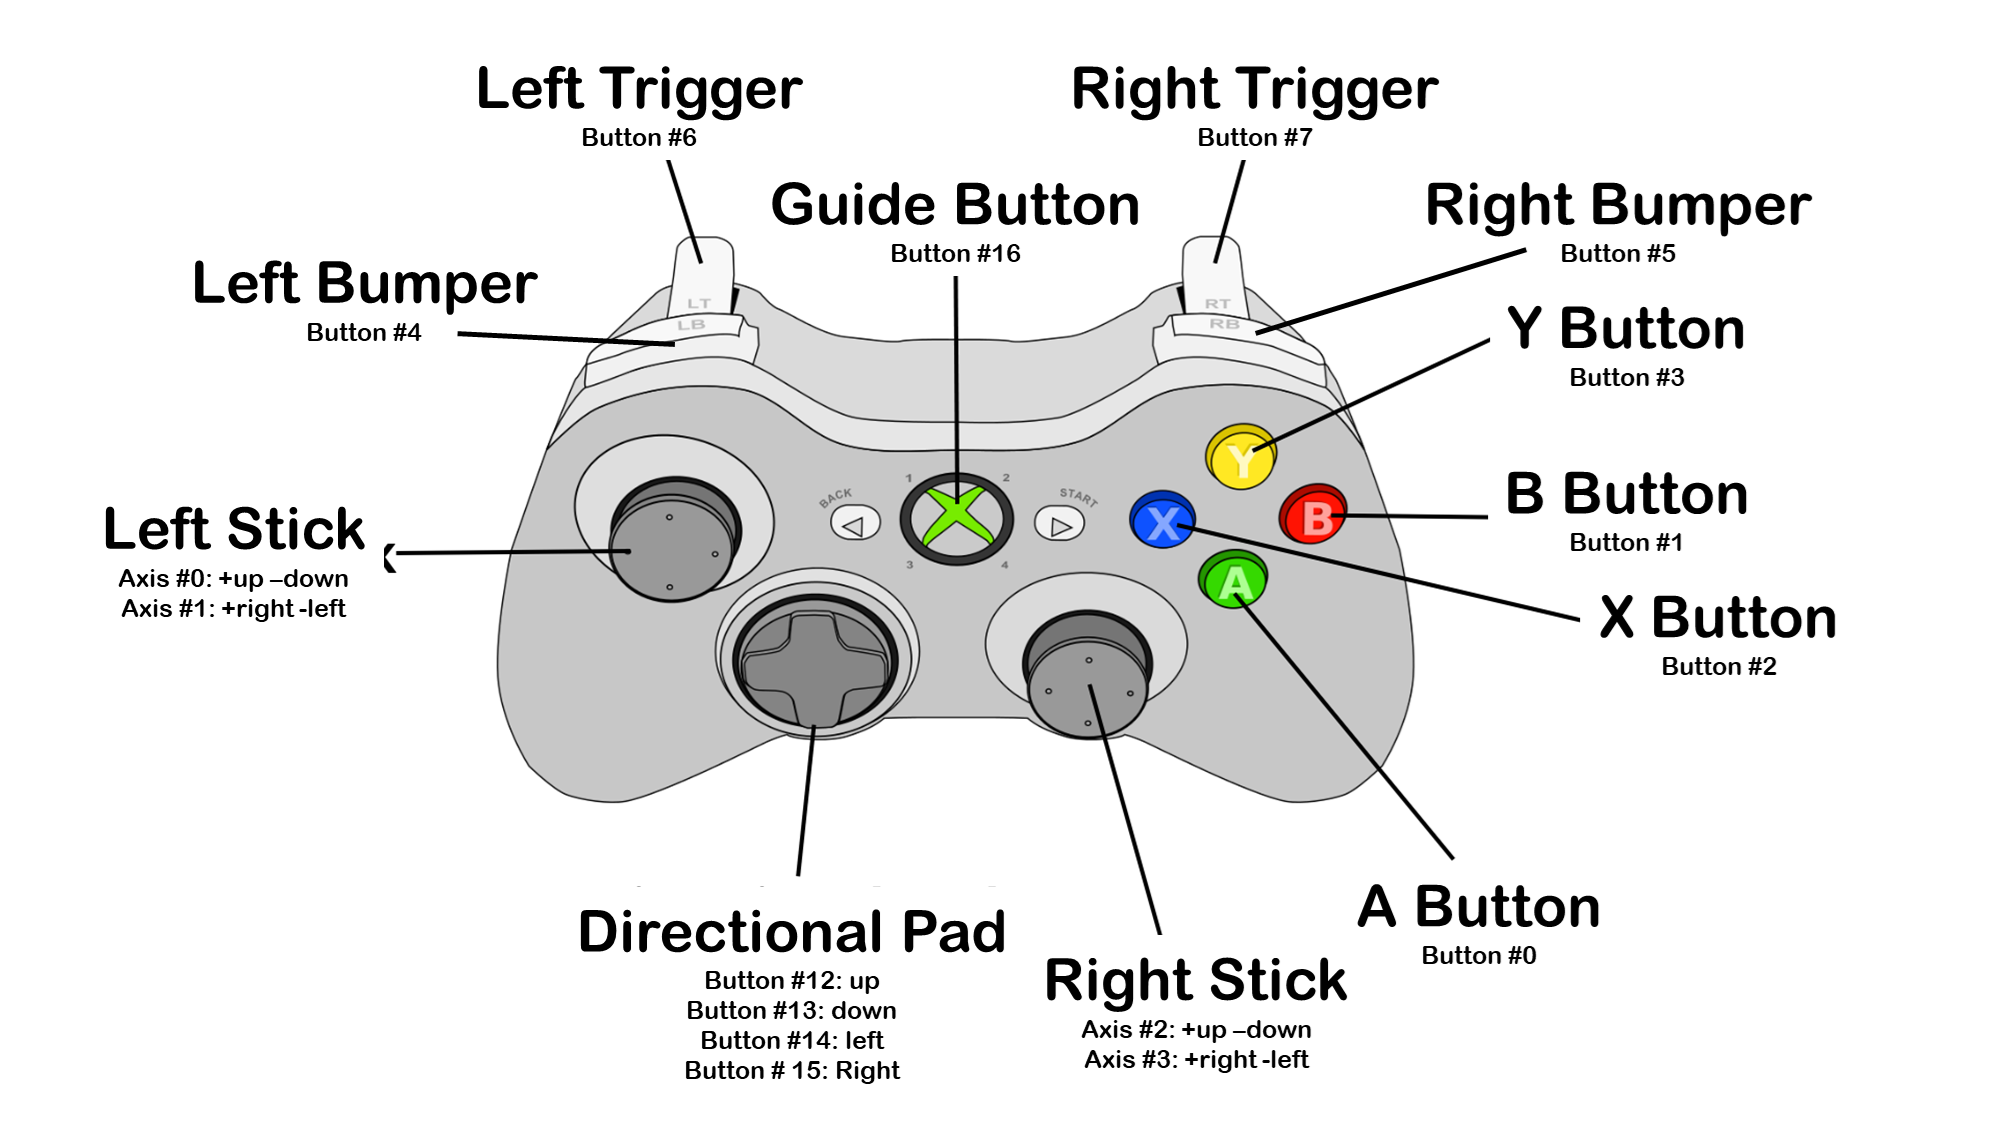 Left Trigger
Button #6
Right Trigger
Button #7
Guide Button
Button #16
Right Bumper
Button #5
Left Bumper
Button #4
LT
LB
RT
RB
Y Button
Button #3
Y
1
2
BACK
START
3
4
X
B
A
B Button
Button #1
Left Stick
Axis #0: +up –down
Axis #1: +right -left
X Button
Button #2
A Button
Button #0
Directional Pad
Button #12: up
Button #13: down
Button #14: left
Button # 15: Right
Right Stick
Axis #2: +up –down
Axis #3: +right -left